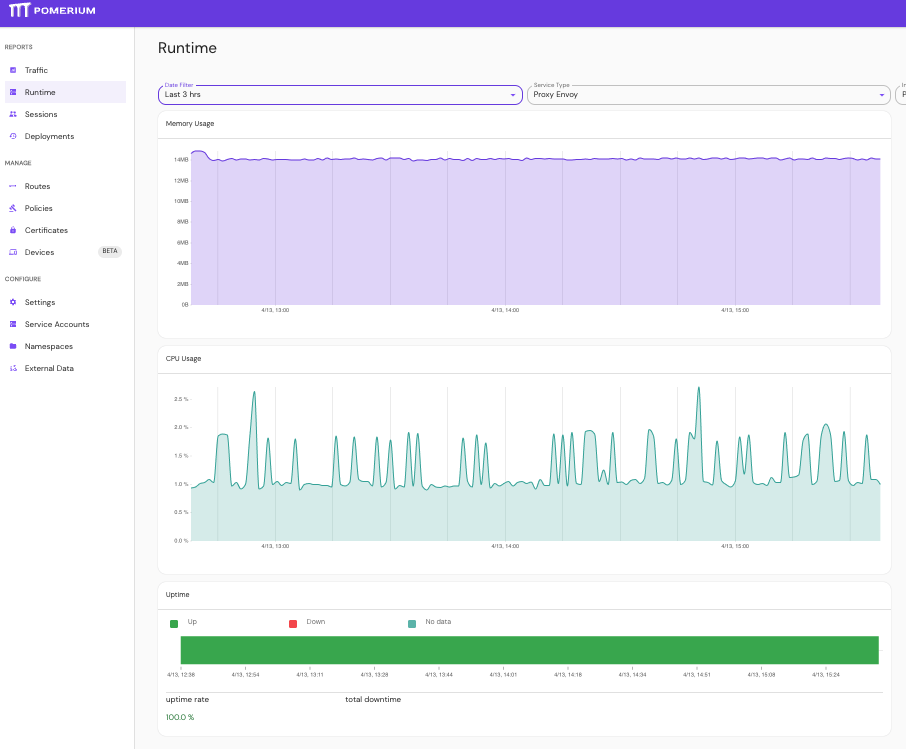 POMERIUM
REPORTS
Traffic
Runtime
Sessions
Deployments
MANAGE
Routes
Policies
Certificates
Devices
BETA
CONFIGURE
Settings
Service Accounts
Namespaces
External Data
Runtime
Date Filter
Last 3 hrs
Service Type
Proxy Envoy
Memory Usage
14MB
12MB
10MB
8MB
6MB
4MB
2MB
0B
4/13, 13:00 4/13, 14:00 4/13, 15:00
CPU Usage
2.5 %
2.0 %
1.5 %
1.0 %
0.5 %
0.0 %
4/13, 13:00 4/13, 14:00 4/13, 15:00
Uptime
Up Down No data
4/13, 12:38 4/13, 12:54 4/13, 13:11 4/13, 13:28 4/13, 13:44 4/13, 14:01 4/13, 14:18 4/13, 14:34 4/13, 14:51 4/13, 15:08 4/13, 15:24
uptime rate total downtime
100.0 %